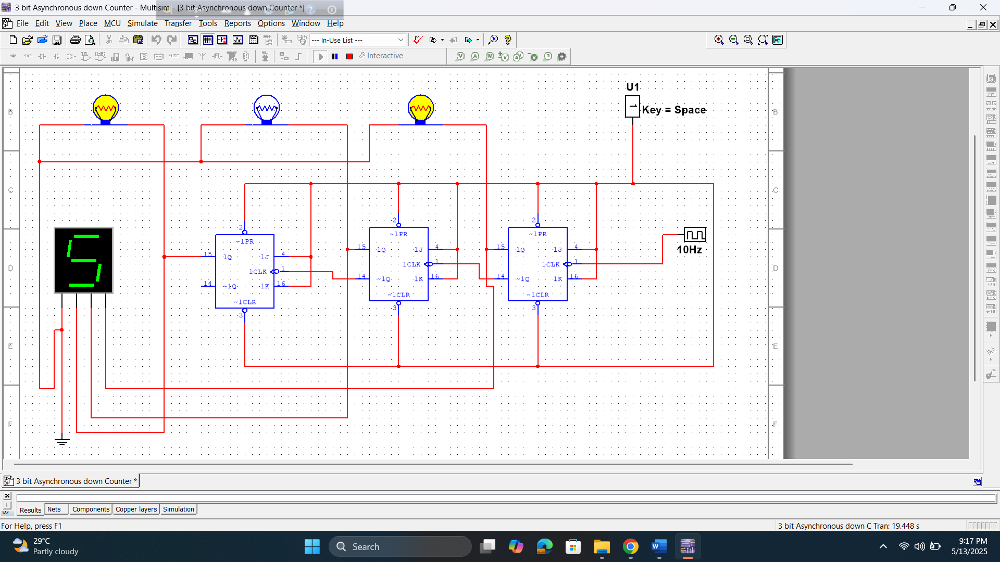 3 bit Asynchronous down Counter - Multisim - [3 bit Asynchronous down Counter *]
File Edit View Place MCU Simulate Transfer Tools Reports Options Window Help
--- In-Use List ---
MISC Interactive
V A W V A V
U1
Key = Space
B B
C C
D D
E E
F F
2
~1PR
15 1Q 1J 4
1CLK 1
14 ~1Q 1K 16
~1CLR
3
2
~1PR
15 1Q 1J 4
1CLK 1
14 ~1Q 1K 16
~1CLR
3
2
~1PR
15 1Q 1J 4
1CLK 1
14 ~1Q 1K 16
~1CLR
3
10Hz
5
3 bit Asynchronous down Counter *
Results Nets Components Copper layers Simulation
For Help, press F1
3 bit Asynchronous down C Tran: 19.448 s
29°C
Partly cloudy
Search
9:17 PM
5/13/2025